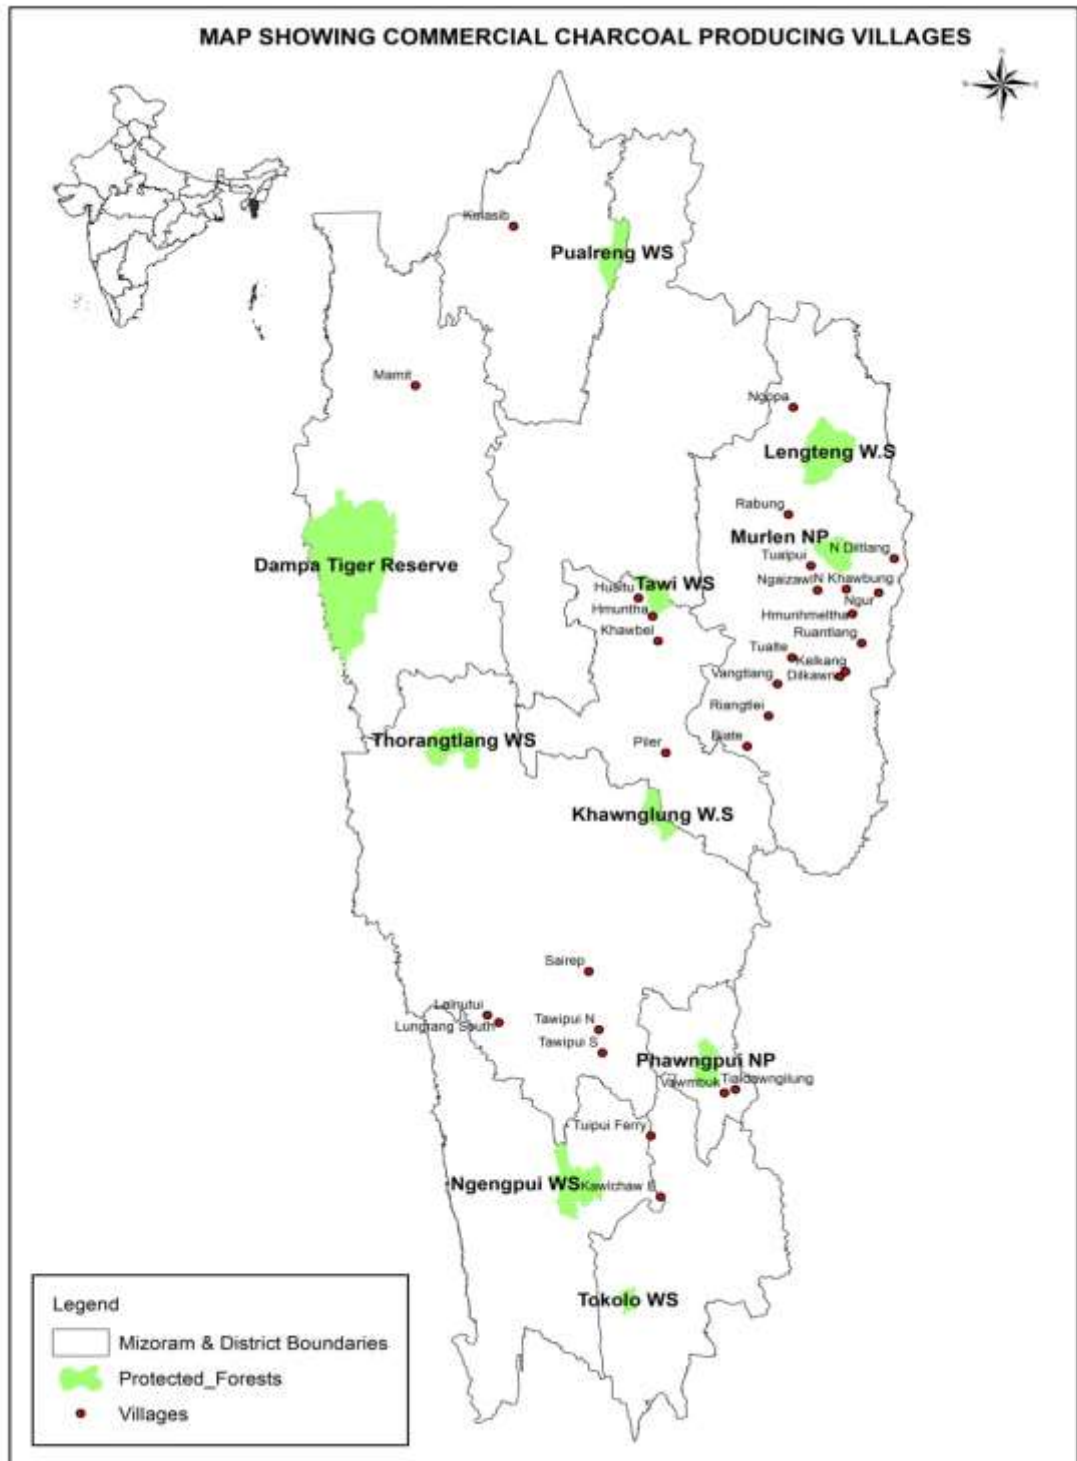 MAP SHOWING COMMERCIAL CHARCOAL PRODUCING VILLAGES
N
Kolasib
Pualreng WS
Mamit
Ngopa
Lengteng W.S
Rabung
Murlen NP
N Diltlang
Tualpui
Dampa Tiger Reserve
Tawi WS
Ngaizawl
N Khawbung
Hualtu
Ngur
Hmuntha
Hmunhmeltha
Khawbel
Ruantlang
Tualte
Kelkang
Vangtlang
Dilkawn
Riangtlei
Thorangtlang WS
Piler
Biate
Khawnglung W.S
Sairep
Lungrang South
Tawipui N
Tawipui S
Phawngpui NP
Vawmbuk
Tuipui Ferry
Ngengpui WS
Tokolo WS
Legend
Mizoram & District Boundaries
Protected_Forests
Villages